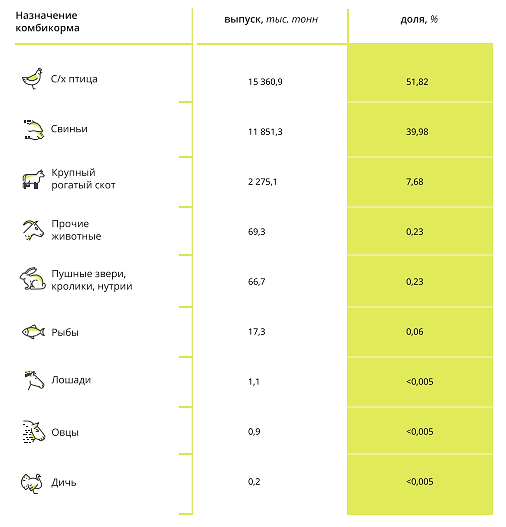 Назначение
комбикорма
выпуск, тыс. тонн
доля, %
С/х птица
15 360,9
51,82
Свиньи
11 851,3
39,98
Крупный
рогатый скот
2 275,1
7,68
Прочие
животные
69,3
0,23
Пушные звери,
кролики, нутрии
66,7
0,23
Рыбы
17,3
0,06
Лошади
1,1
<0,005
Овцы
0,9
<0,005
Дичь
0,2
<0,005